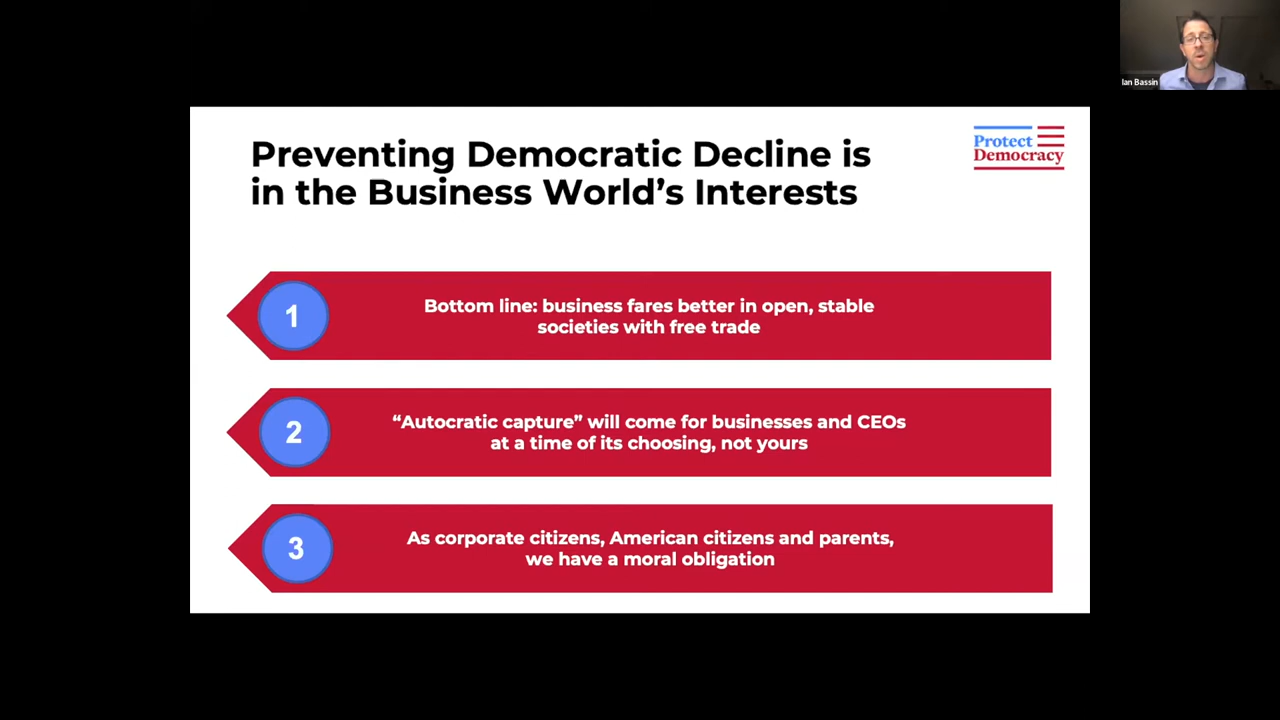 Ian Bassin
Preventing Democratic Decline is
in the Business World’s Interests
Protect
Democracy
1
Bottom line: business fares better in open, stable
societies with free trade
2
“Autocratic capture” will come for businesses and CEOs
at a time of its choosing, not yours
3
As corporate citizens, American citizens and parents,
we have a moral obligation